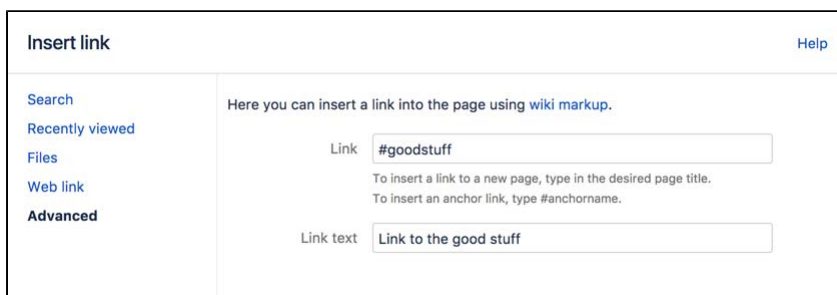 Insert link
Help
Search
Recently viewed
Files
Web link
Advanced
Here you can insert a link into the page using wiki markup.
Link
#goodstuff
To insert a link to a new page, type in the desired page title.
To insert an anchor link, type #anchorname.
Link text
Link to the good stuff